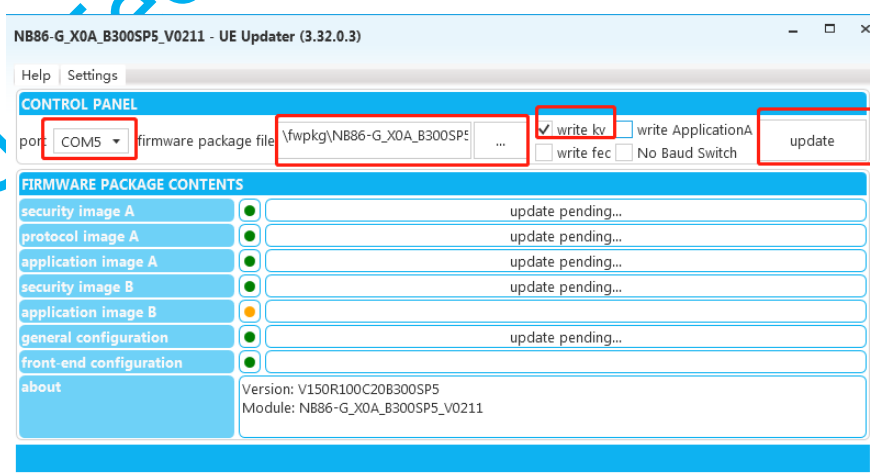 NB86-G_X0A_B300SP5_V0211 - UE Updater (3.32.0.3)
Help Settings
CONTROL PANEL
port COM5 firmware package file \fwpkg\NB86-G_X0A_B300SP5 ... write kv write ApplicationA update
write fec No Baud Switch
FIRMWARE PACKAGE CONTENTS
security image A update pending...
protocol image A update pending...
application image A update pending...
security image B update pending...
application image B
general configuration update pending...
front-end configuration
about Version: V150R100C20B300SP5
Module: NB86-G_X0A_B300SP5_V0211